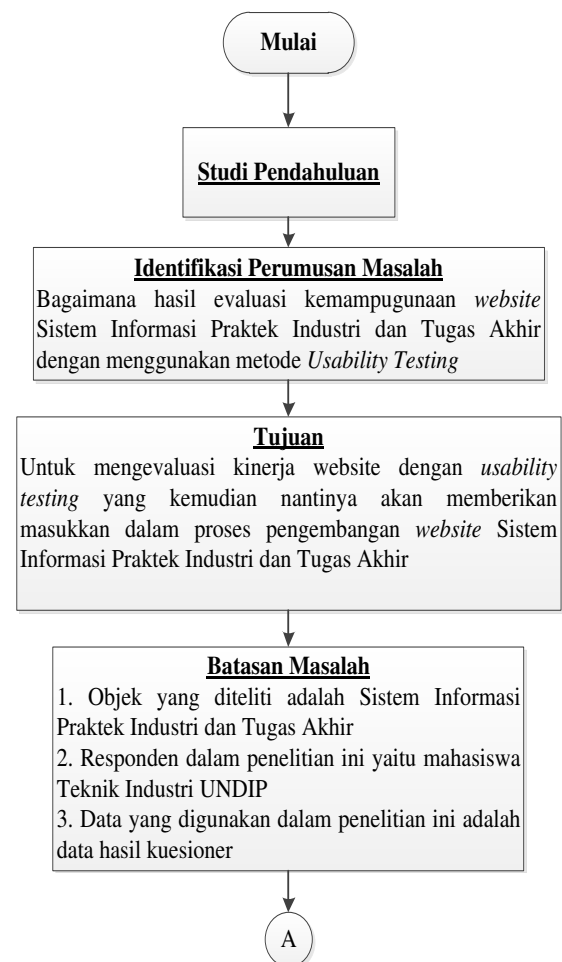 Mulai
Studi Pendahuluan
Identifikasi Perumusan Masalah
Bagaimana hasil evaluasi kemampugunaan website
Sistem Informasi Praktek Industri dan Tugas Akhir
dengan menggunakan metode Usability Testing
Tujuan
Untuk mengevaluasi kinerja website dengan usability
testing yang kemudian nantinya akan memberikan
masukkan dalam proses pengembangan website Sistem
Informasi Praktek Industri dan Tugas Akhir
Batasan Masalah
1. Objek yang diteliti adalah Sistem Informasi
Praktek Industri dan Tugas Akhir
2. Responden dalam penelitian ini yaitu mahasiswa
Teknik Industri UNDIP
3. Data yang digunakan dalam penelitian ini adalah
data hasil kuesioner
A